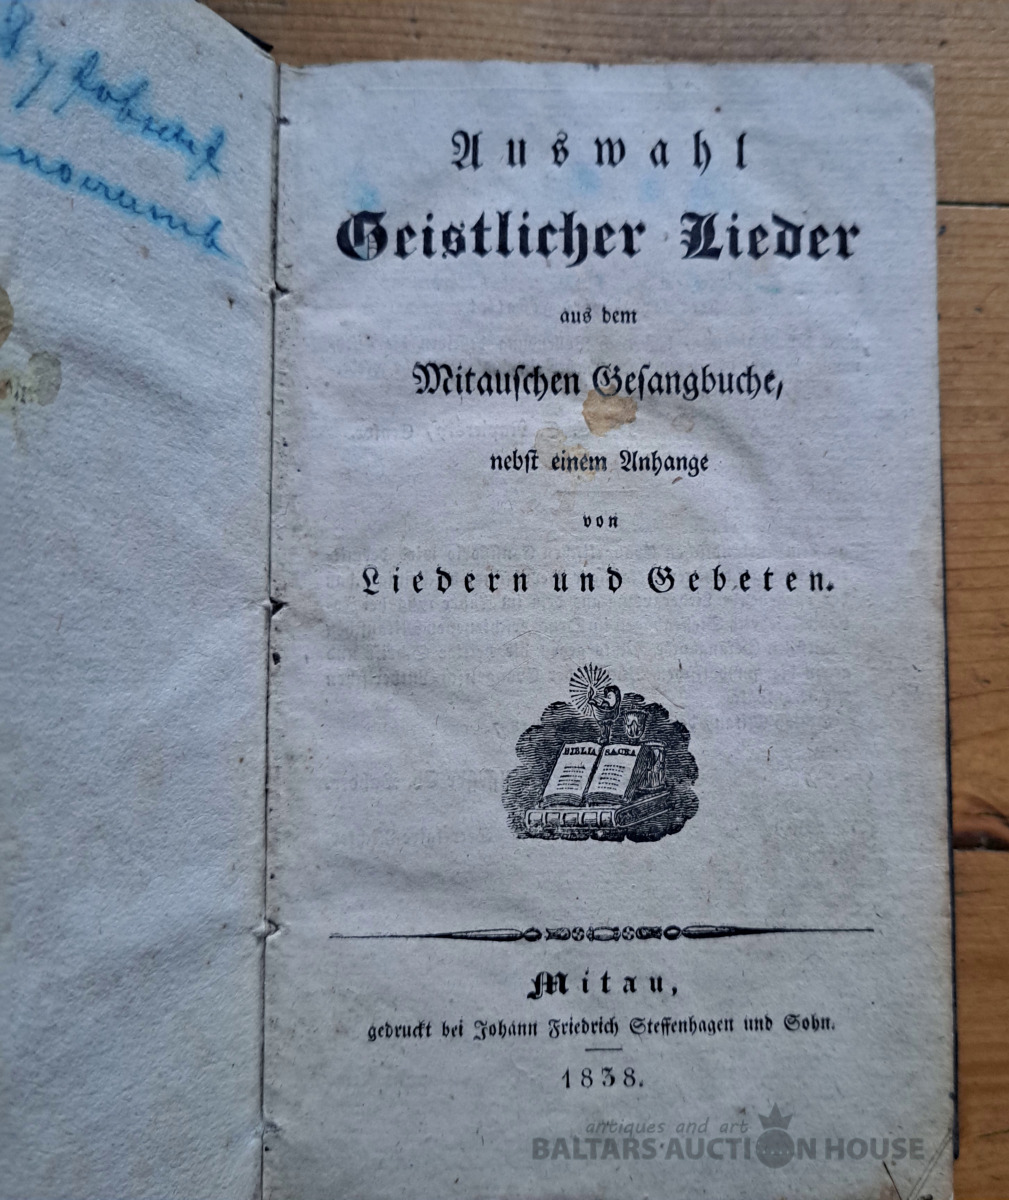 Auswahl
Geistlicher Lieder
aus dem
Mitauschen Gesangbuche,
nebst einem Anhange
von
Liedern und Gebeten.
BIBLIA SACRA
Mitau,
gedruckt bei Johann Friedrich Steffenhagen und Sohn.
1838.
antiques and art
BALTARS AUCTION HOUSE